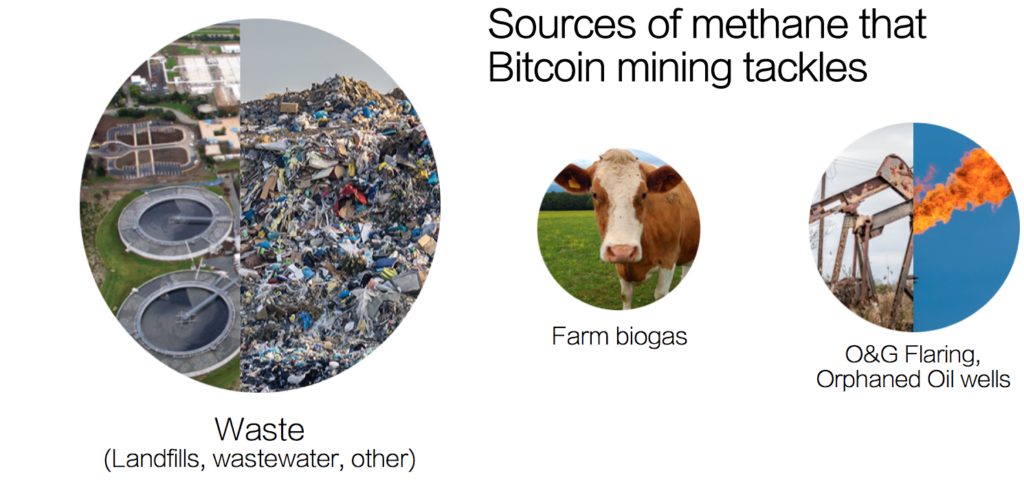 Sources of methane that
Bitcoin mining tackles
Waste
(Landfills, wastewater, other)
Farm biogas
O&G Flaring,
Orphaned Oil wells